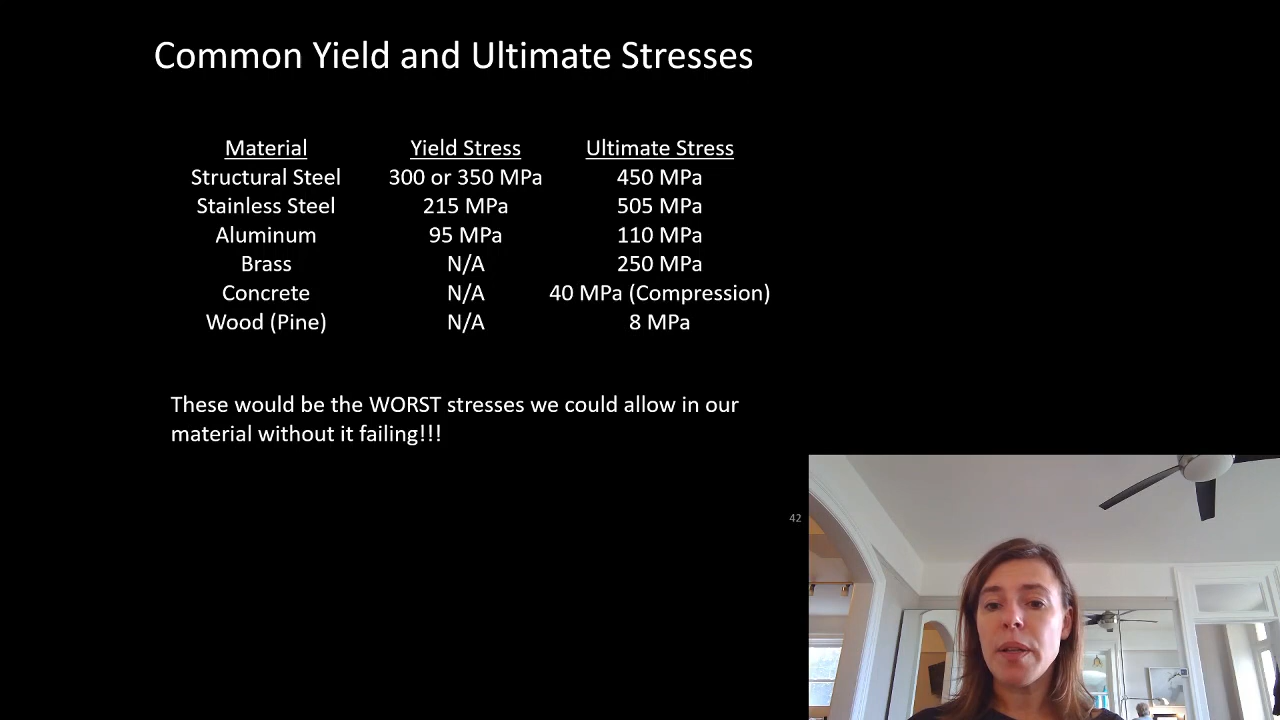 Common Yield and Ultimate Stresses
Material Yield Stress Ultimate Stress
Structural Steel 300 or 350 MPa 450 MPa
Stainless Steel 215 MPa 505 MPa
Aluminum 95 MPa 110 MPa
Brass N/A 250 MPa
Concrete N/A 40 MPa (Compression)
Wood (Pine) N/A 8 MPa
These would be the WORST stresses we could allow in our
material without it failing!!!
42